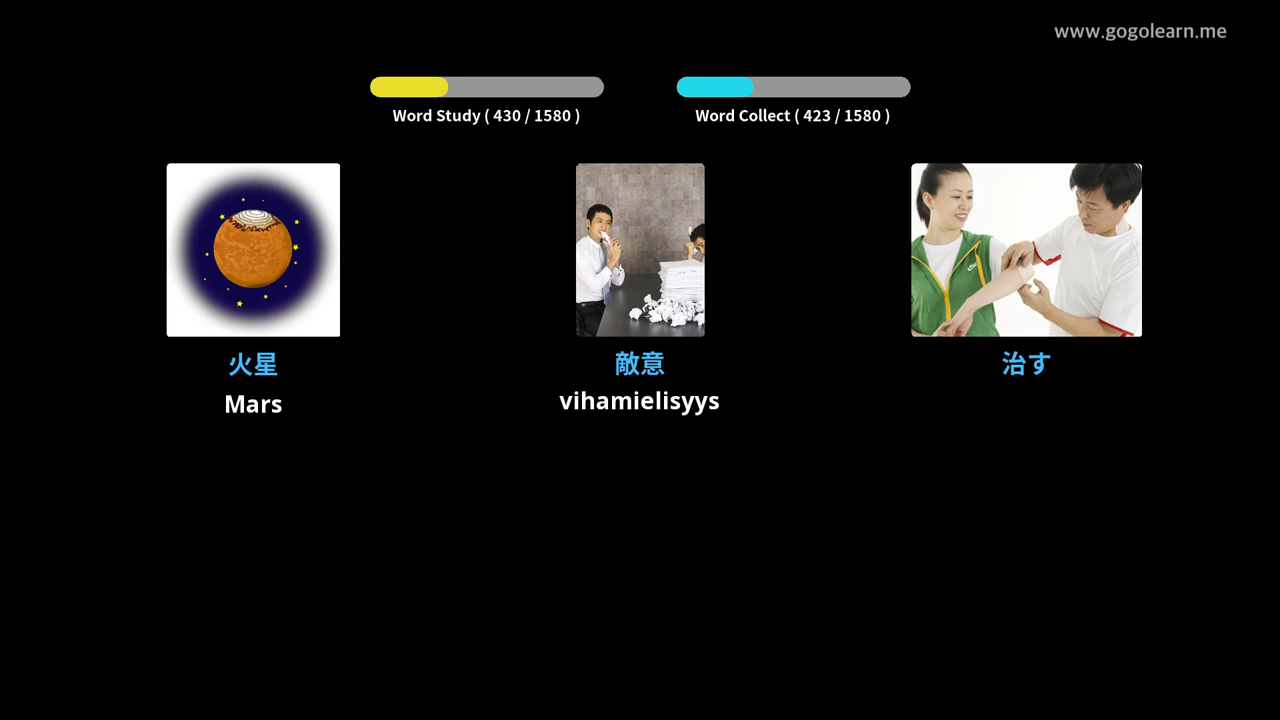 www.gogolearn.me
Word Study ( 430 / 1580 )
Word Collect ( 423 / 1580 )
火星
敵意
治す
Mars
vihamielisyys